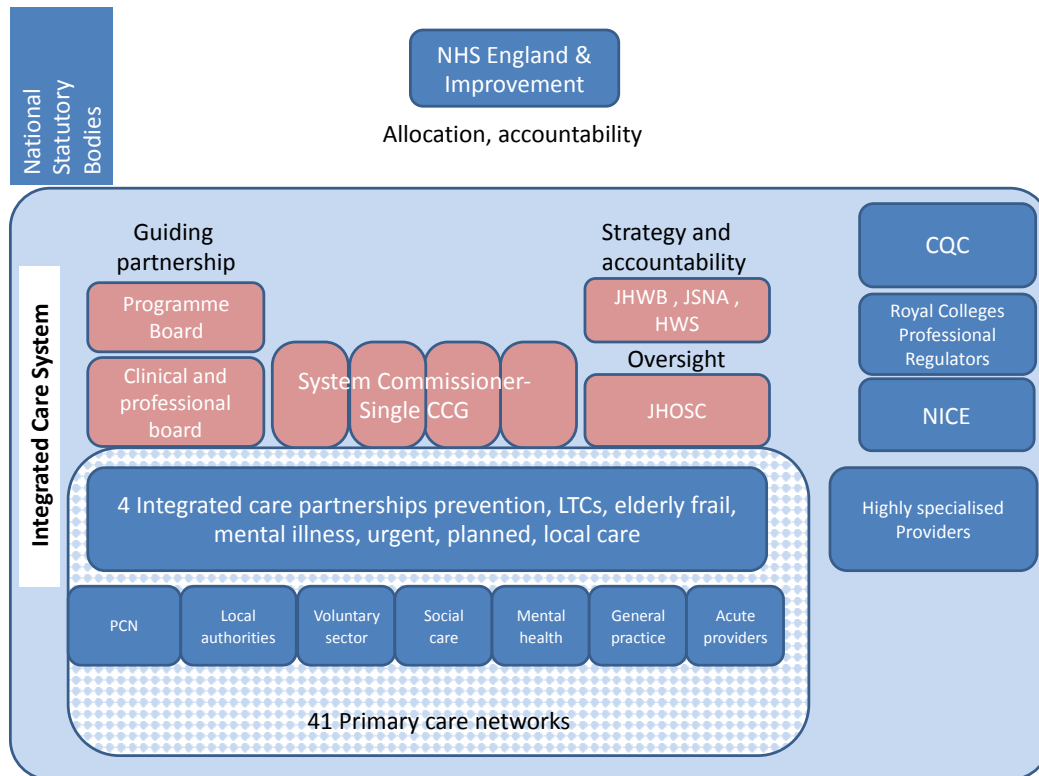 National
Statutory
Bodies
NHS England &
Improvement
Allocation, accountability
Integrated Care System
Guiding
partnership
Programme
Board
Clinical and
professional
board
System Commissioner-
Single CCG
Strategy and
accountability
JHWB , JSNA ,
HWS
Oversight
JHOSC
CQC
Royal Colleges
Professional
Regulators
NICE
Highly specialised
Providers
4 Integrated care partnerships prevention, LTCs, elderly frail,
mental illness, urgent, planned, local care
PCN
Local
authorities
Voluntary
sector
Social
care
Mental
health
General
practice
Acute
providers
41 Primary care networks